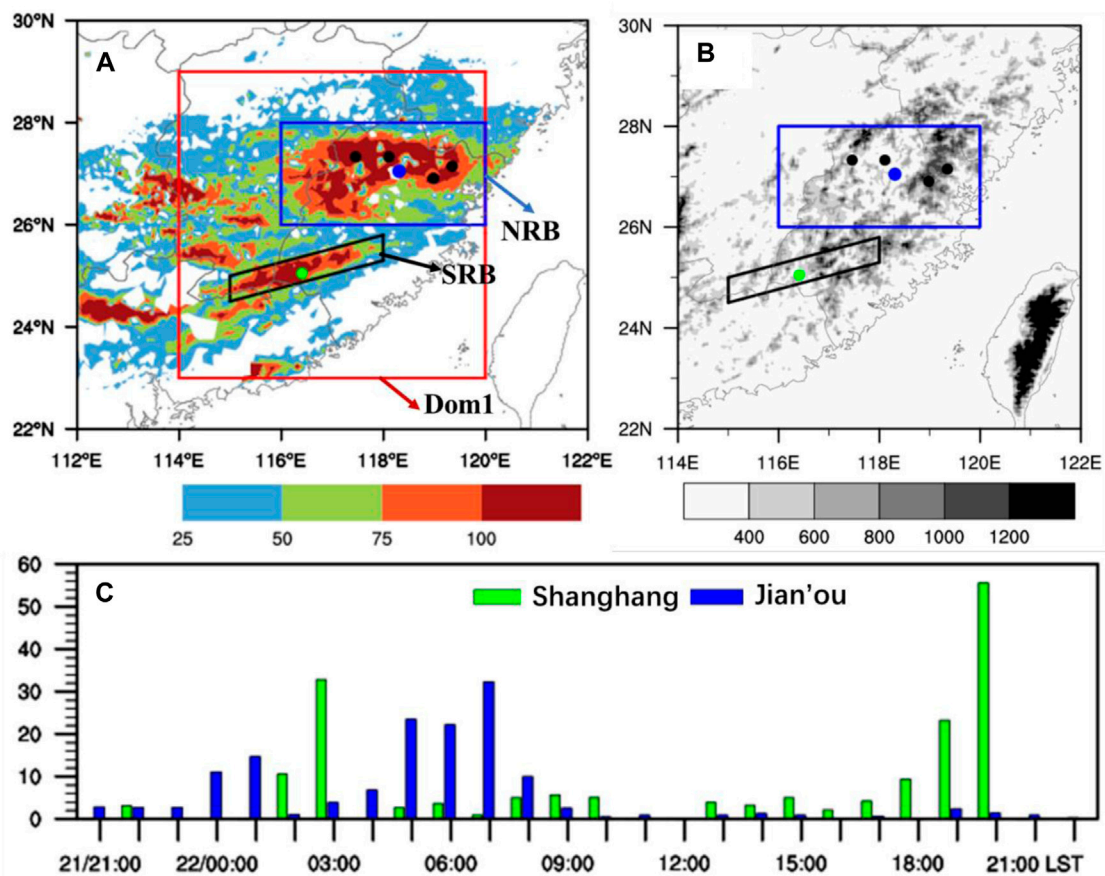 30°N
A
28°N
26°N
24°N
22°N
112°E 114°E 116°E 118°E 120°E 122°E
NRB
SRB
Dom1
25 50 75 100
30N
B
28N
26N
24N
22N
114E 116E 118E 120E 122E
400 600 800 1000 1200
C
Shanghang Jian'ou
60
50
40
30
20
10
0
21/21:00 22/00:00 03:00 06:00 09:00 12:00 15:00 18:00 21:00 LST